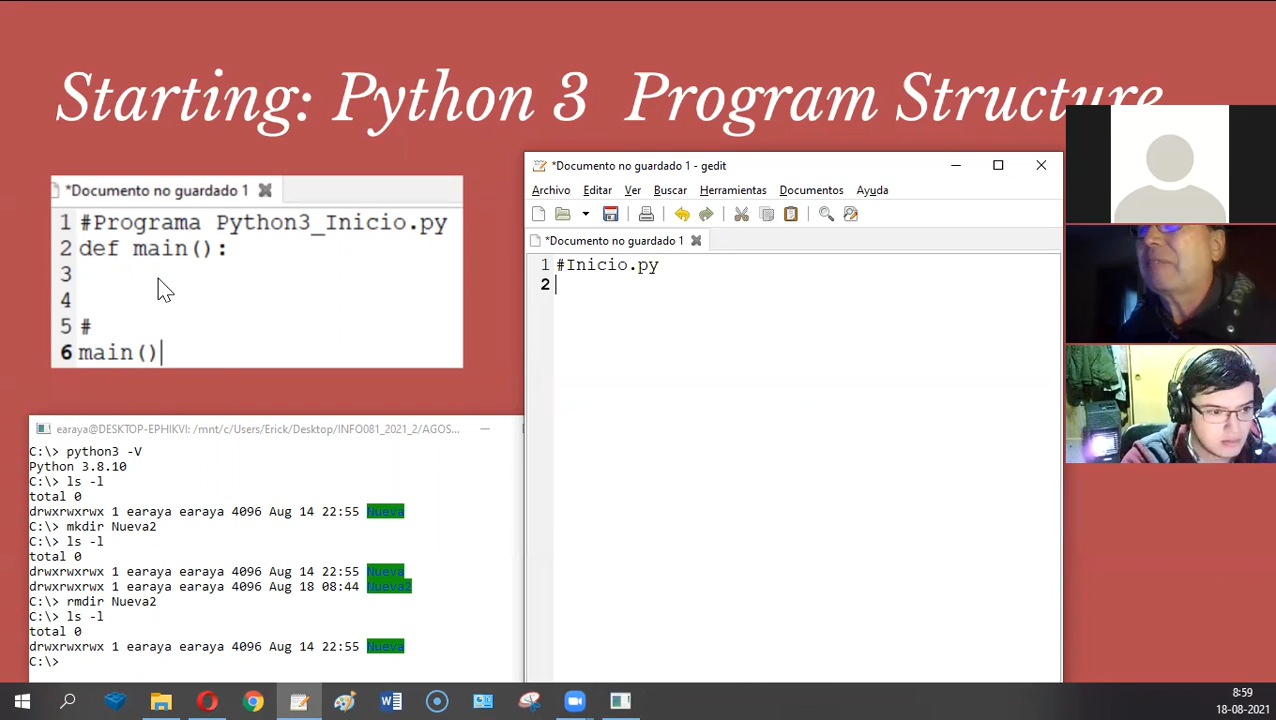 Starting: Python 3 Program Structure
*Documento no guardado 1
1 #Programa Python3_Inicio.py
2 def main():
3
4
5 #
6 main()
*Documento no guardado 1 - gedit
Archivo Editar Ver Buscar Herramientas Documentos Ayuda
*Documento no guardado 1
1 #Inicio.py
2
earaya@DESKTOP-EPHIKVI: /mnt/c/Users/Erick/Desktop/INFO081_2021_2/AGOS...
C:\> python3 -V
Python 3.8.10
C:\> ls -l
total 0
drwxrwxrwx 1 earaya earaya 4096 Aug 14 22:55 Nueva
C:\> mkdir Nueva2
C:\> ls -l
total 0
drwxrwxrwx 1 earaya earaya 4096 Aug 14 22:55 Nueva
drwxrwxrwx 1 earaya earaya 4096 Aug 18 08:44 Nueva2
C:\> rmdir Nueva2
C:\> ls -l
total 0
drwxrwxrwx 1 earaya earaya 4096 Aug 14 22:55 Nueva
C:\>
8:59
18-08-2021